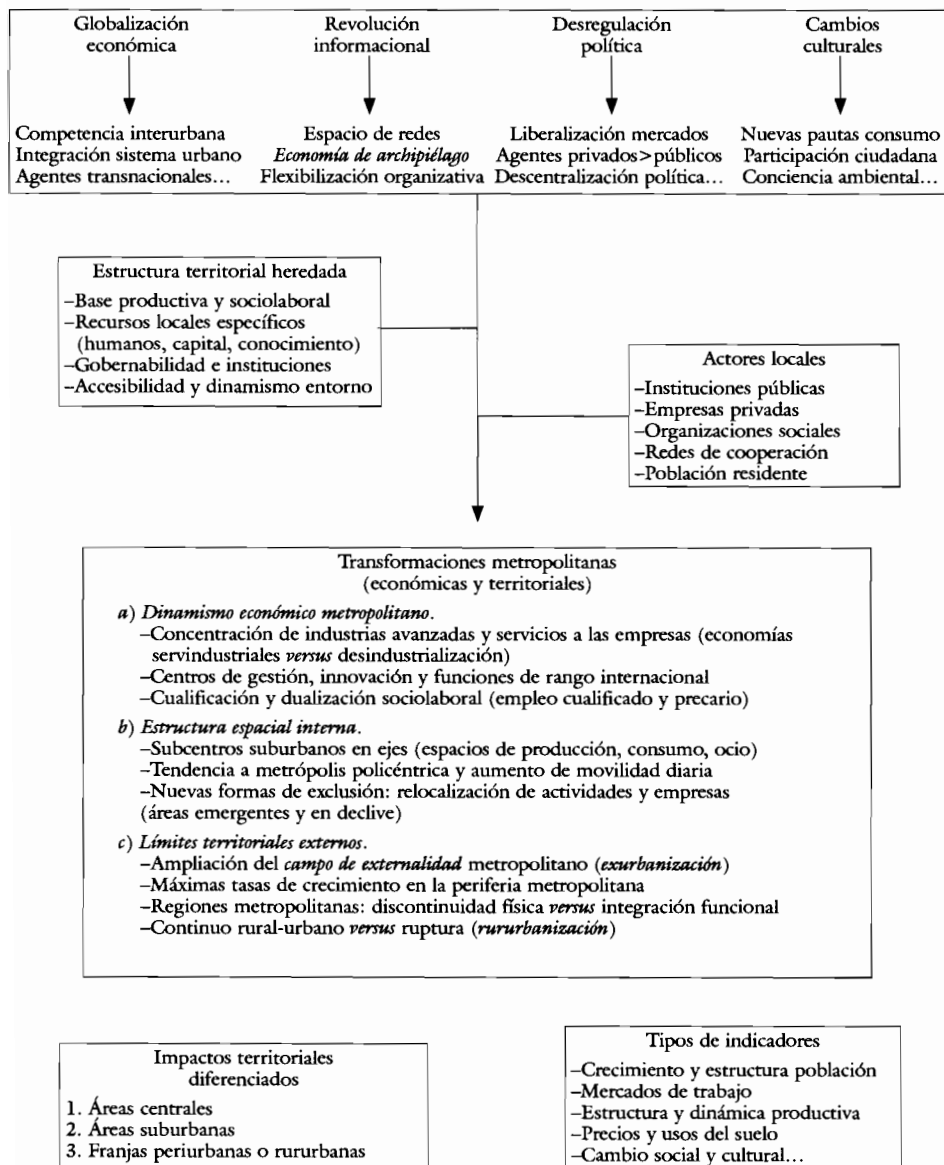 Globalización
económica
Revolución
informacional
Desregulación
política
Cambios
culturales
Competencia interurbana
Integración sistema urbano
Agentes transnacionales...
Espacio de redes
Economía de archipiélago
Flexibilización organizativa
Liberalización mercados
Agentes privados>públicos
Descentralización política...
Nuevas pautas consumo
Participación ciudadana
Conciencia ambiental...
Estructura territorial heredada
–Base productiva y sociolaboral
–Recursos locales específicos
(humanos, capital, conocimiento)
–Gobernabilidad e instituciones
–Accesibilidad y dinamismo entorno
Actores locales
–Instituciones públicas
–Empresas privadas
–Organizaciones sociales
–Redes de cooperación
–Población residente
Transformaciones metropolitanas
(económicas y territoriales)
a) Dinamismo económico metropolitano.
–Concentración de industrias avanzadas y servicios a las empresas (economías
servindustriales versus desindustrialización)
–Centros de gestión, innovación y funciones de rango internacional
–Cualificación y dualización sociolaboral (empleo cualificado y precario)
b) Estructura espacial interna.
–Subcentros suburbanos en ejes (espacios de producción, consumo, ocio)
–Tendencia a metrópolis policéntrica y aumento de movilidad diaria
–Nuevas formas de exclusión: relocalización de actividades y empresas
(áreas emergentes y en declive)
c) Límites territoriales externos.
–Ampliación del campo de externalidad metropolitano (exurbanización)
–Máximas tasas de crecimiento en la periferia metropolitana
–Regiones metropolitanas: discontinuidad física versus integración funcional
–Continuo rural-urbano versus ruptura (rururbanización)
Impactos territoriales
diferenciados
1. Áreas centrales
2. Áreas suburbanas
3. Franjas periurbanas o rururbanas
Tipos de indicadores
–Crecimiento y estructura población
–Mercados de trabajo
–Estructura y dinámica productiva
–Precios y usos del suelo
–Cambio social y cultural...